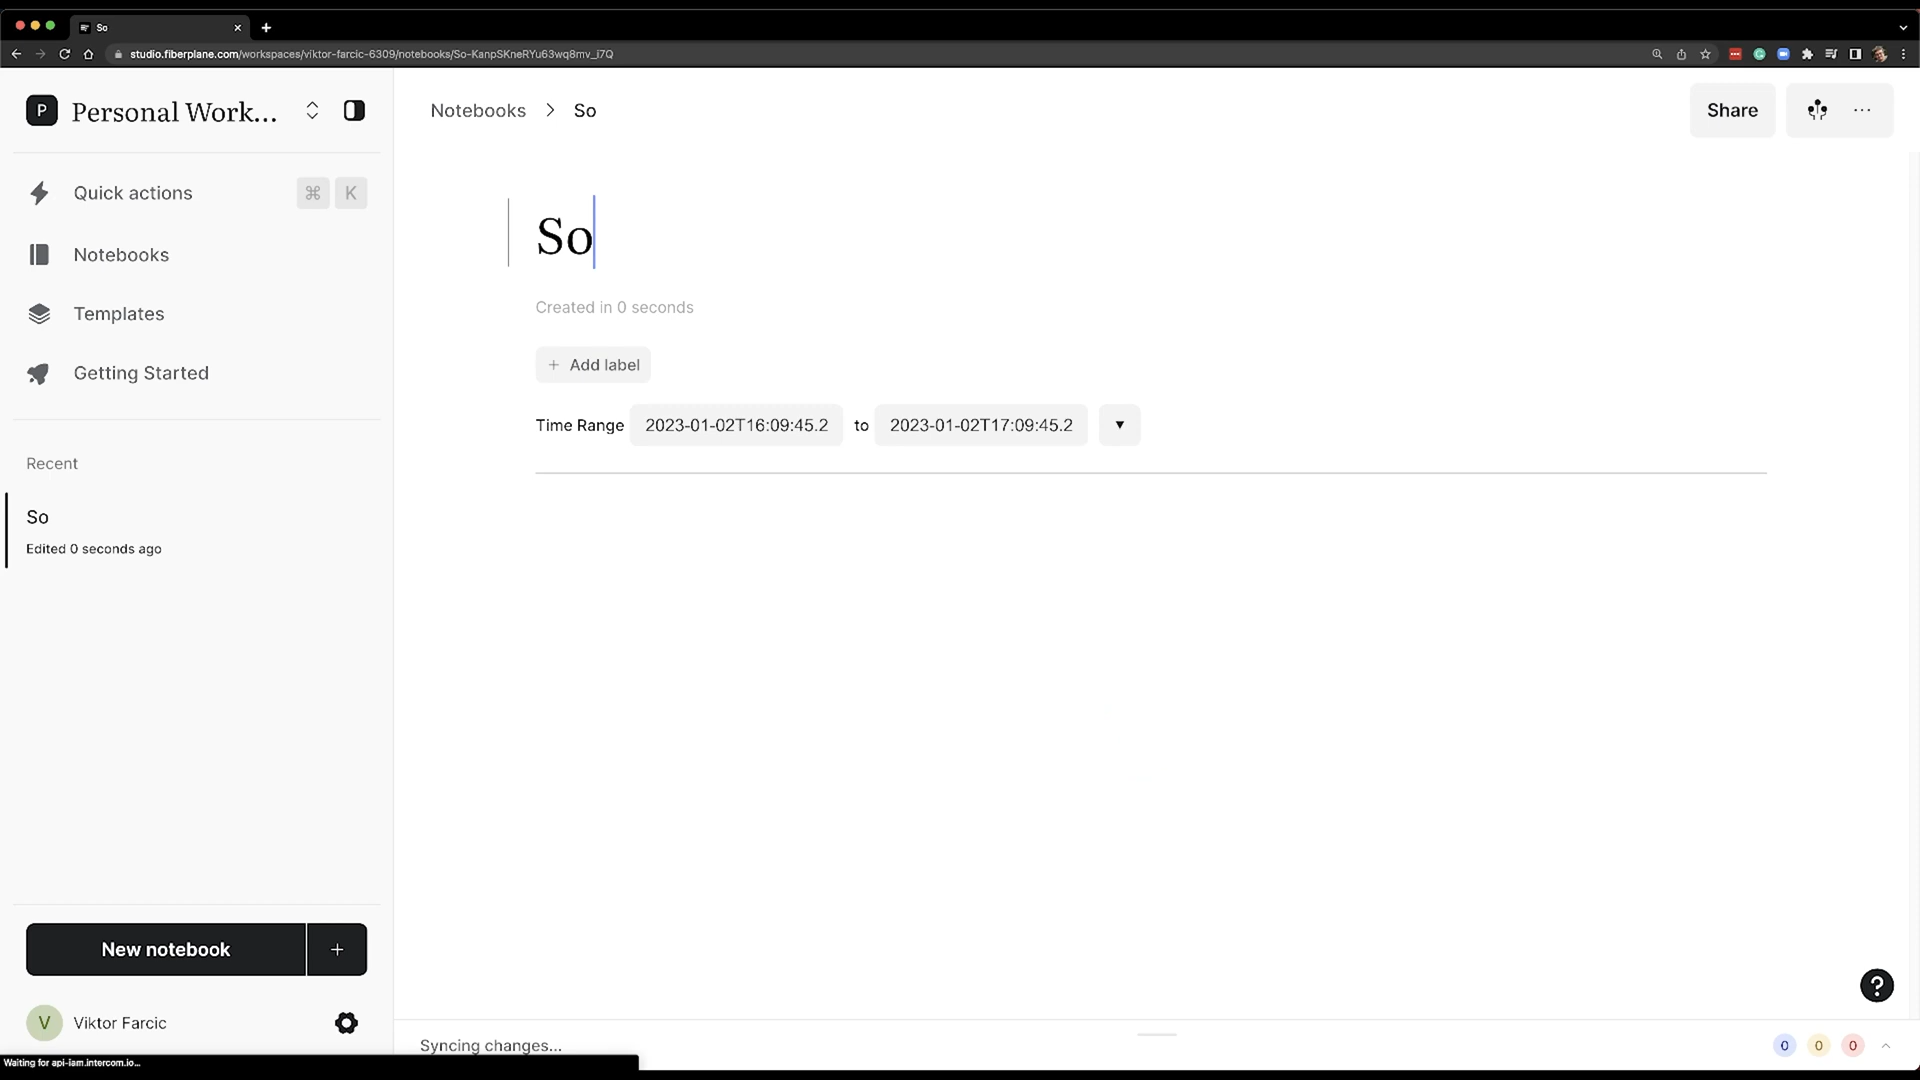 So
studio.fiberplane.com/workspaces/viktor-farcic-6309/notebooks/So-KanpSKneRYu63wq8mv_i7Q
P Personal Work...
Quick actions ⌘ K
Notebooks
Templates
Getting Started
Recent
So
Edited 0 seconds ago
New notebook +
V Viktor Farcic
Waiting for api-iam.intercom.io...
Notebooks > So
Share ...
So
Created in 0 seconds
+ Add label
Time Range 2023-01-02T16:09:45.2 to 2023-01-02T17:09:45.2
?
Syncing changes...
0 0 0